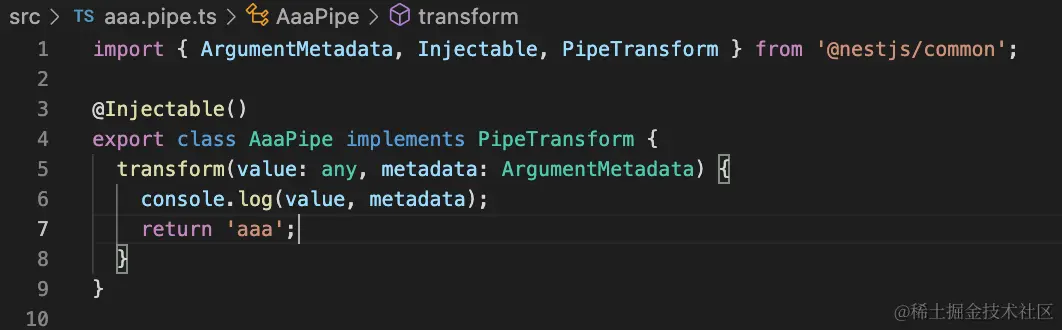 src > TS aaa.pipe.ts > AaaPipe > transform
1 import { ArgumentMetadata, Injectable, PipeTransform } from '@nestjs/common';
2
3 @Injectable()
4 export class AaaPipe implements PipeTransform {
5   transform(value: any, metadata: ArgumentMetadata) {
6     console.log(value, metadata);
7     return 'aaa';
8   }
9 }
10
@稀土掘金技术社区